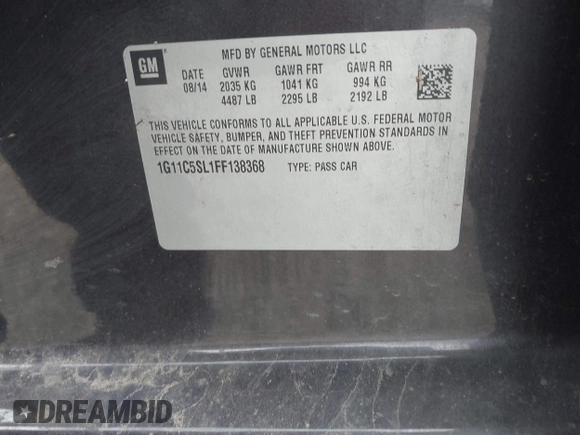 GM
MFD BY GENERAL MOTORS LLC
DATE GVWR GAWR FRT GAWR RR
08/14 2035 KG 1041 KG 994 KG
4487 LB 2295 LB 2192 LB
THIS VEHICLE CONFORMS TO ALL APPLICABLE U.S. FEDERAL MOTOR
VEHICLE SAFETY, BUMPER, AND THEFT PREVENTION STANDARDS IN
EFFECT ON THE DATE OF MANUFACTURE SHOWN ABOVE.
1G11C5SL1FF138368 TYPE: PASS CAR
DREAMBID